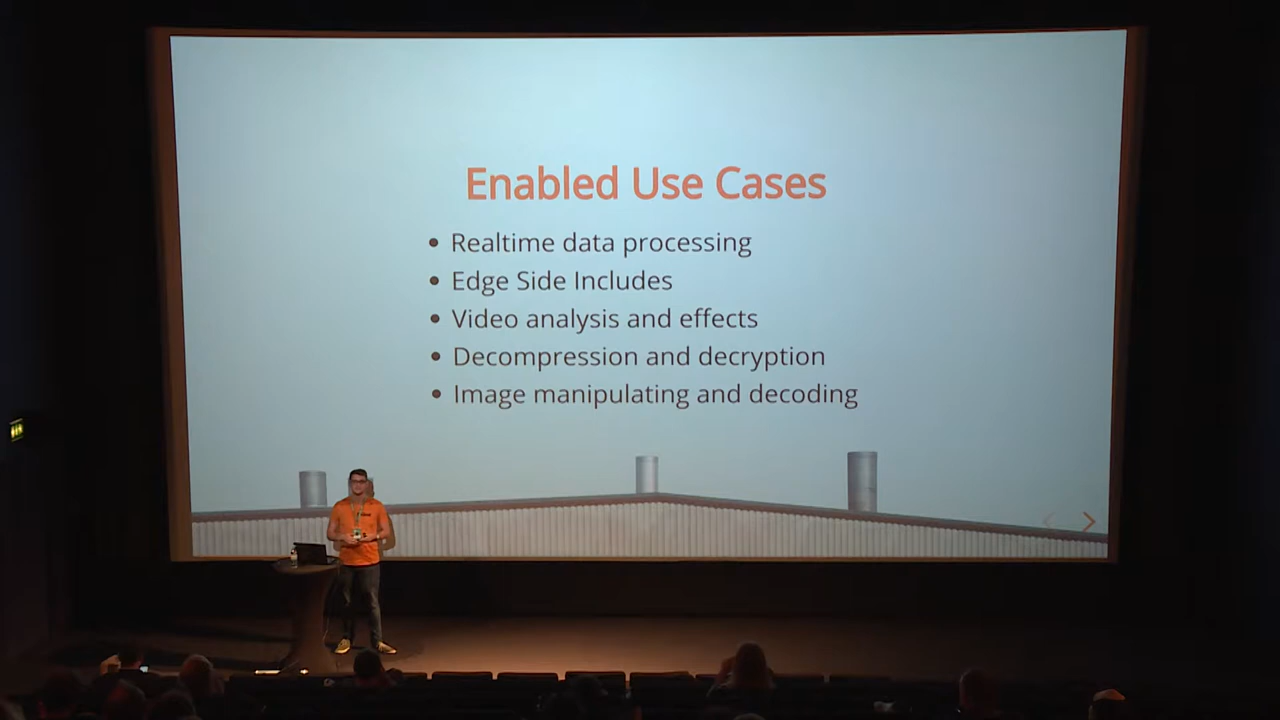 Enabled Use Cases
• Realtime data processing
• Edge Side Includes
• Video analysis and effects
• Decompression and decryption
• Image manipulating and decoding